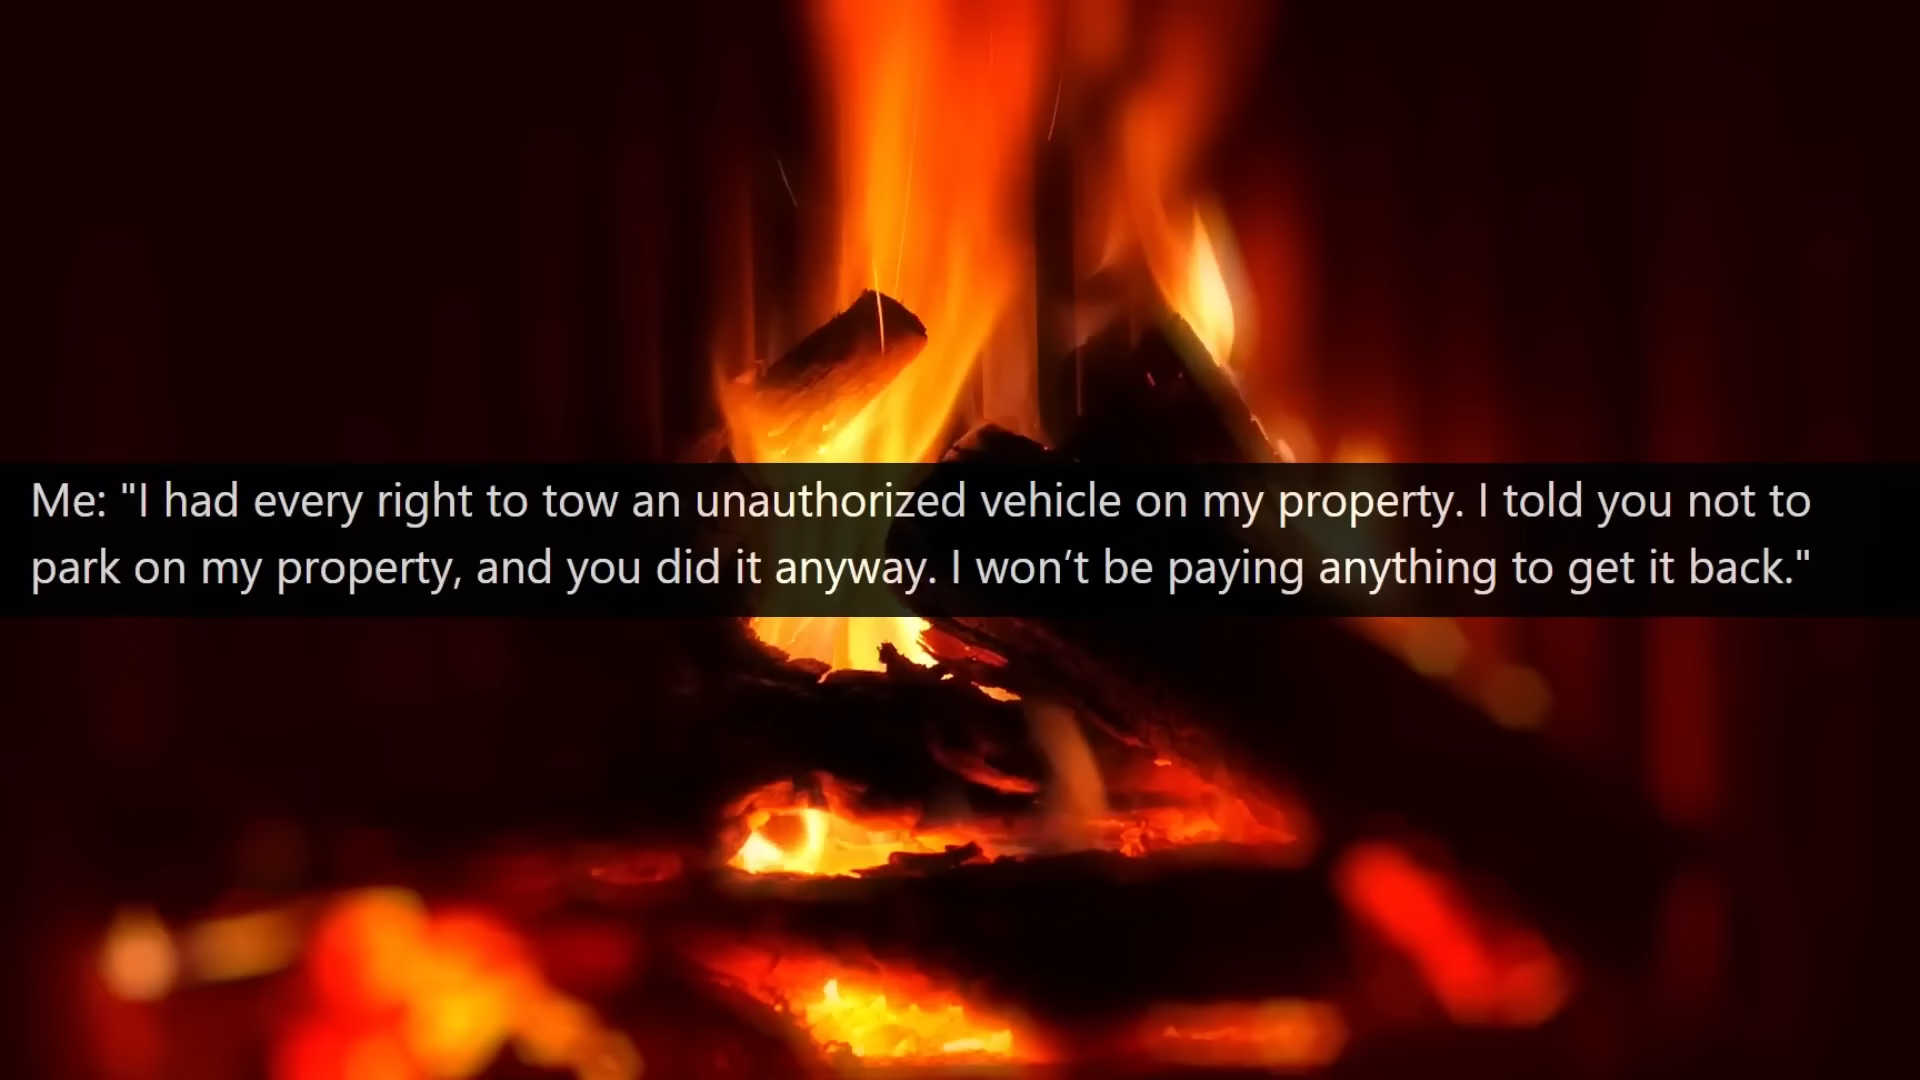 Me: "I had every right to tow an unauthorized vehicle on my property. I told you not to
park on my property, and you did it anyway. I won’t be paying anything to get it back."